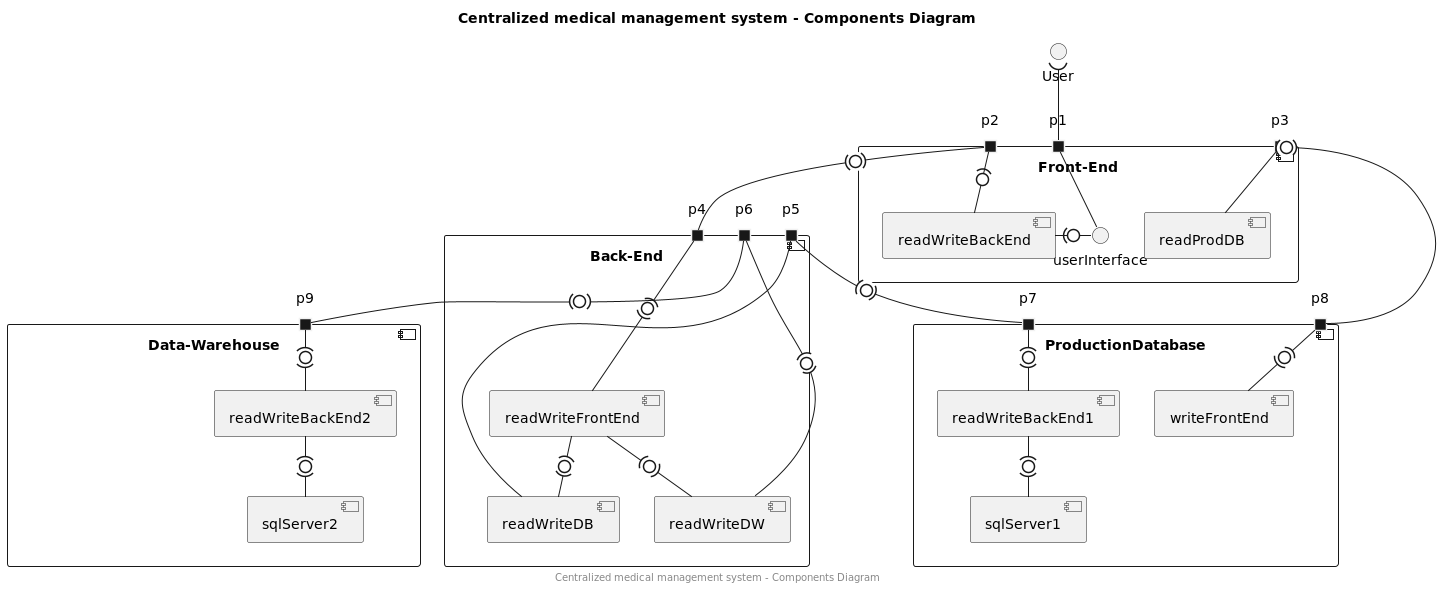 Centralized medical management system - Components Diagram
User
p2
p1
p3
Front-End
p4
p6
p5
readWriteBackEnd
readProdDB
userInterface
Back-End
p9
p7
p8
Data-Warehouse
ProductionDatabase
readWriteBackEnd2
readWriteFrontEnd
readWriteBackEnd1
writeFrontEnd
sqlServer2
readWriteDB
readWriteDW
sqlServer1
Centralized medical management system - Components Diagram